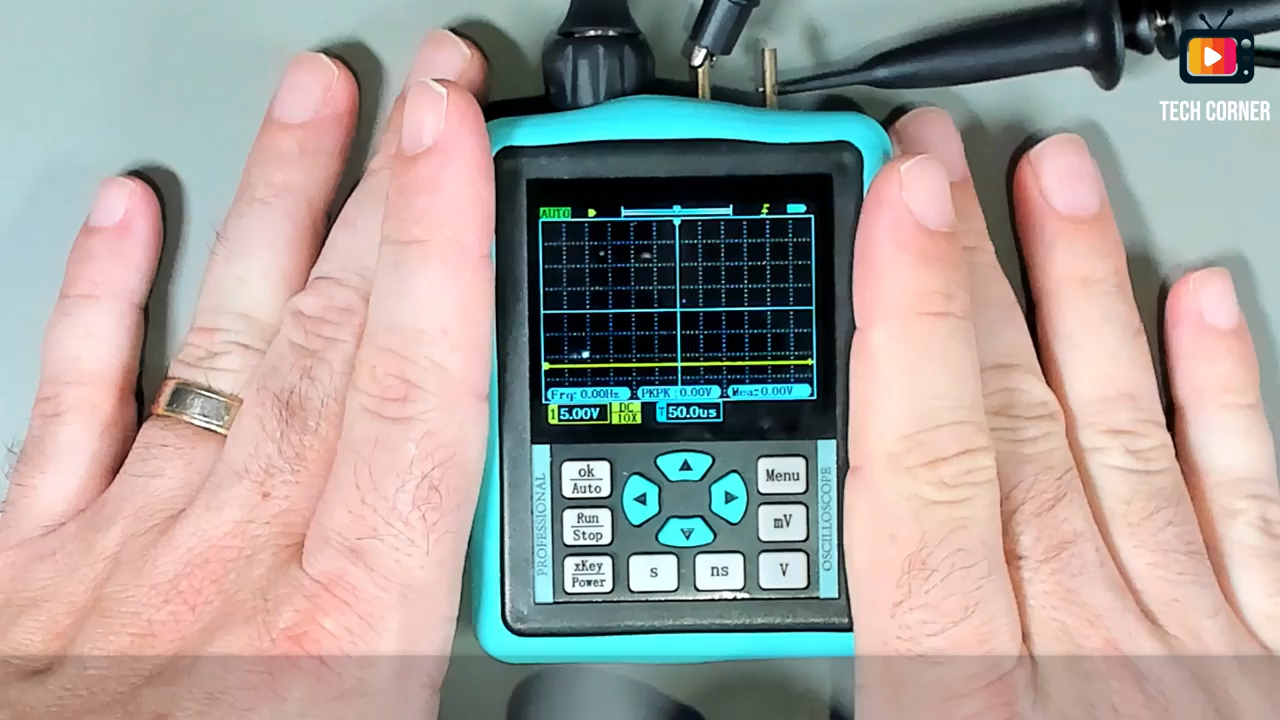 TECH CORNER
AUTO
Frq: 0.00Hz
PKPK : 0.00V
Mea: 0.00V
1 5.00V
DC
10X
T 50.0us
PROFESSIONAL
ok
Auto
Menu
Run
Stop
mV
xKey
Power
s
ns
V
OSCILLOSCOPE